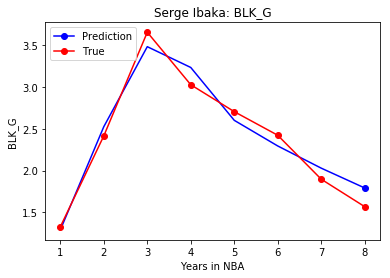 Serge Ibaka: BLK_G
Prediction
True
BLK_G
3.5
3.0
2.5
2.0
1.5
1 2 3 4 5 6 7 8
Years in NBA